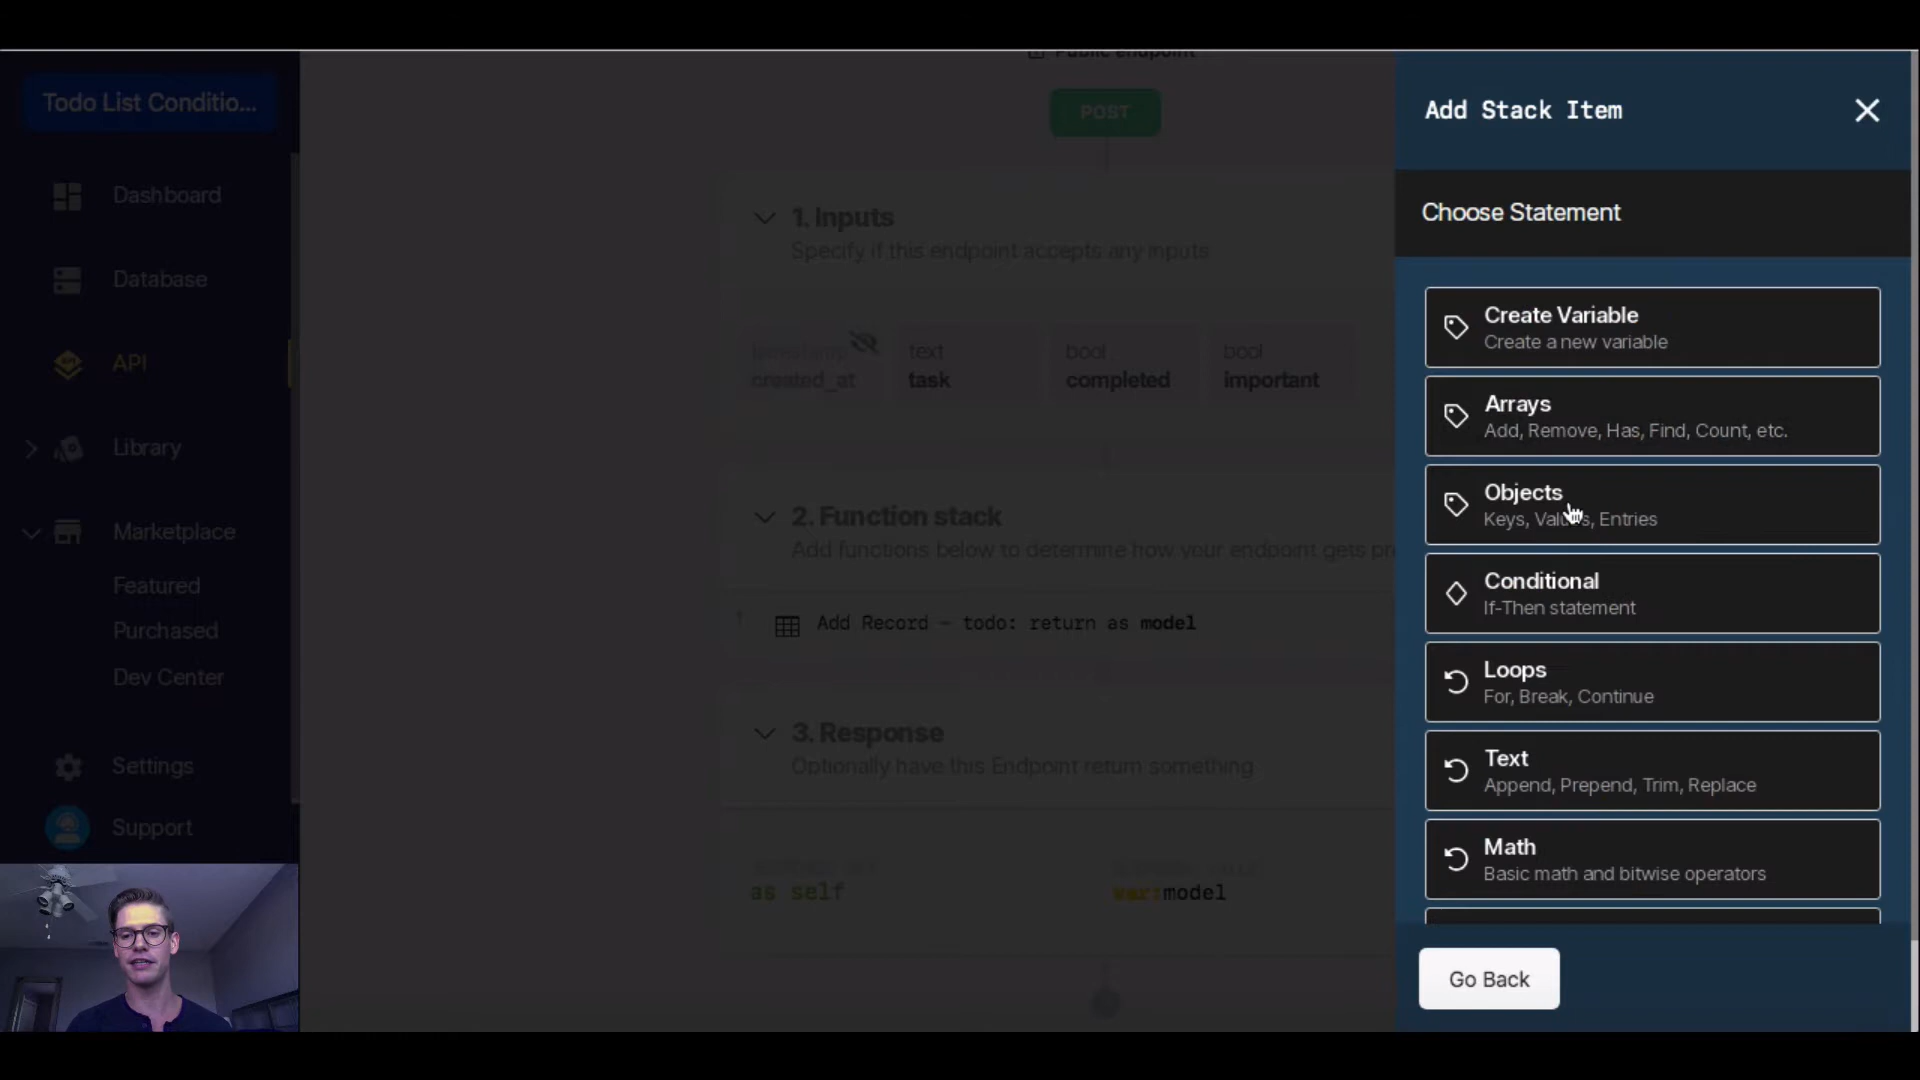 Todo List Conditio...
Dashboard
Database
API
Library
Marketplace
Featured
Purchased
Dev Center
Settings
Support
Public endpoint
POST
1. Inputs
Specify if this endpoint accepts any inputs
timestamp
created_at
text
task
bool
completed
bool
important
2. Function stack
Add functions below to determine how your endpoint gets pr
1
Add Record — todo: return as model
3. Response
Optionally have this Endpoint return something
as self
var:model
Add Stack Item
Choose Statement
Create Variable
Create a new variable
Arrays
Add, Remove, Has, Find, Count, etc.
Objects
Keys, Values, Entries
Conditional
If-Then statement
Loops
For, Break, Continue
Text
Append, Prepend, Trim, Replace
Math
Basic math and bitwise operators
Go Back